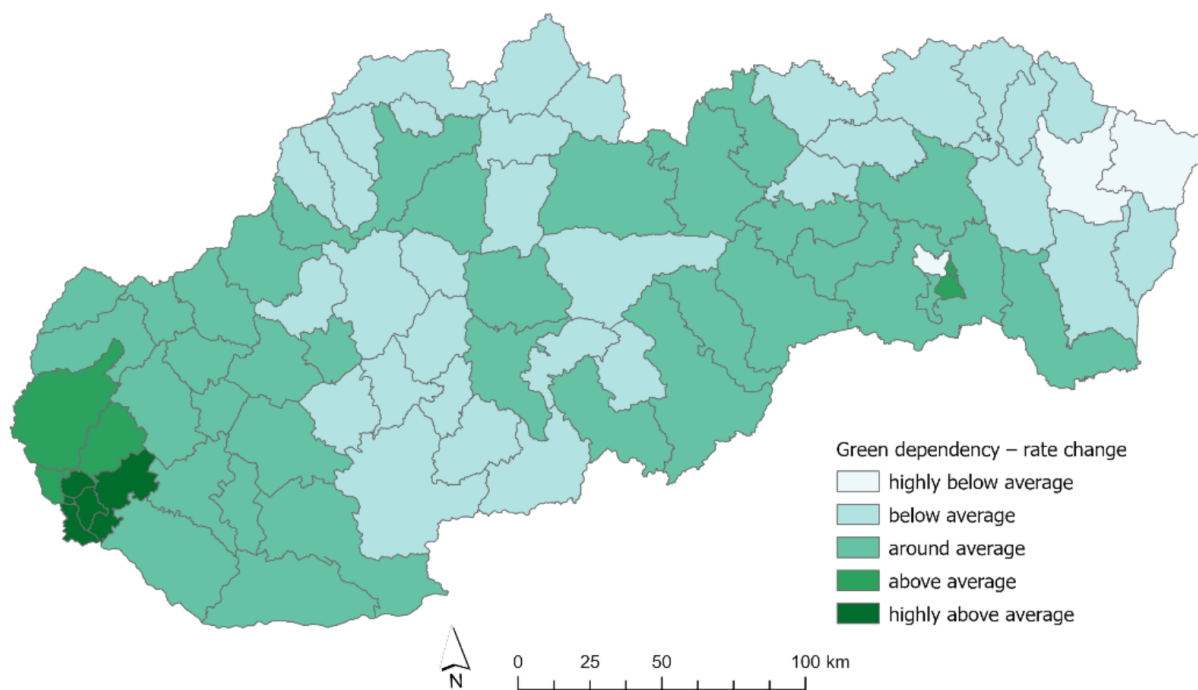 Green dependency – rate change
highly below average
below average
around average
above average
highly above average
N
0 25 50 100 km